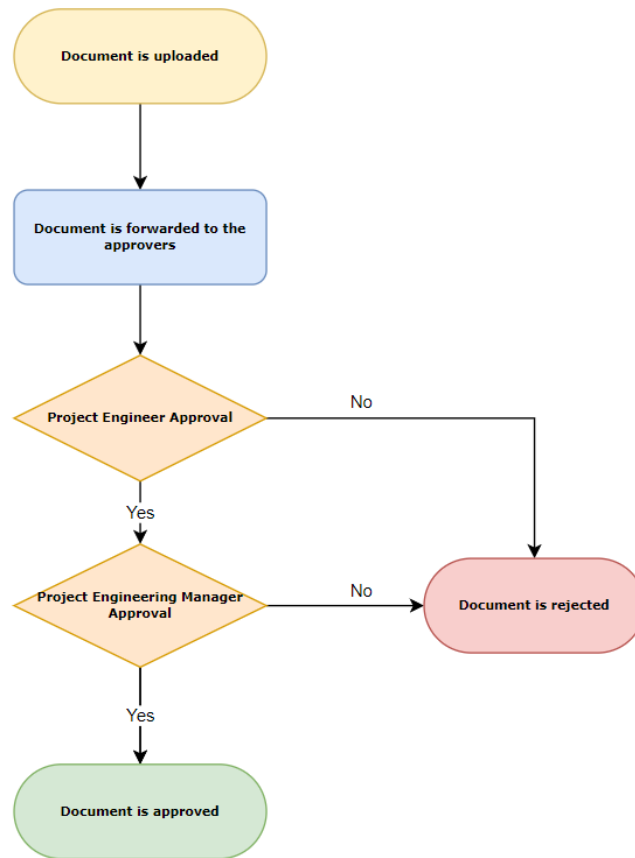 Document is uploaded
Document is forwarded to the
approvers
Project Engineer Approval
No
Yes
Project Engineering Manager
Approval
No
Document is rejected
Yes
Document is approved